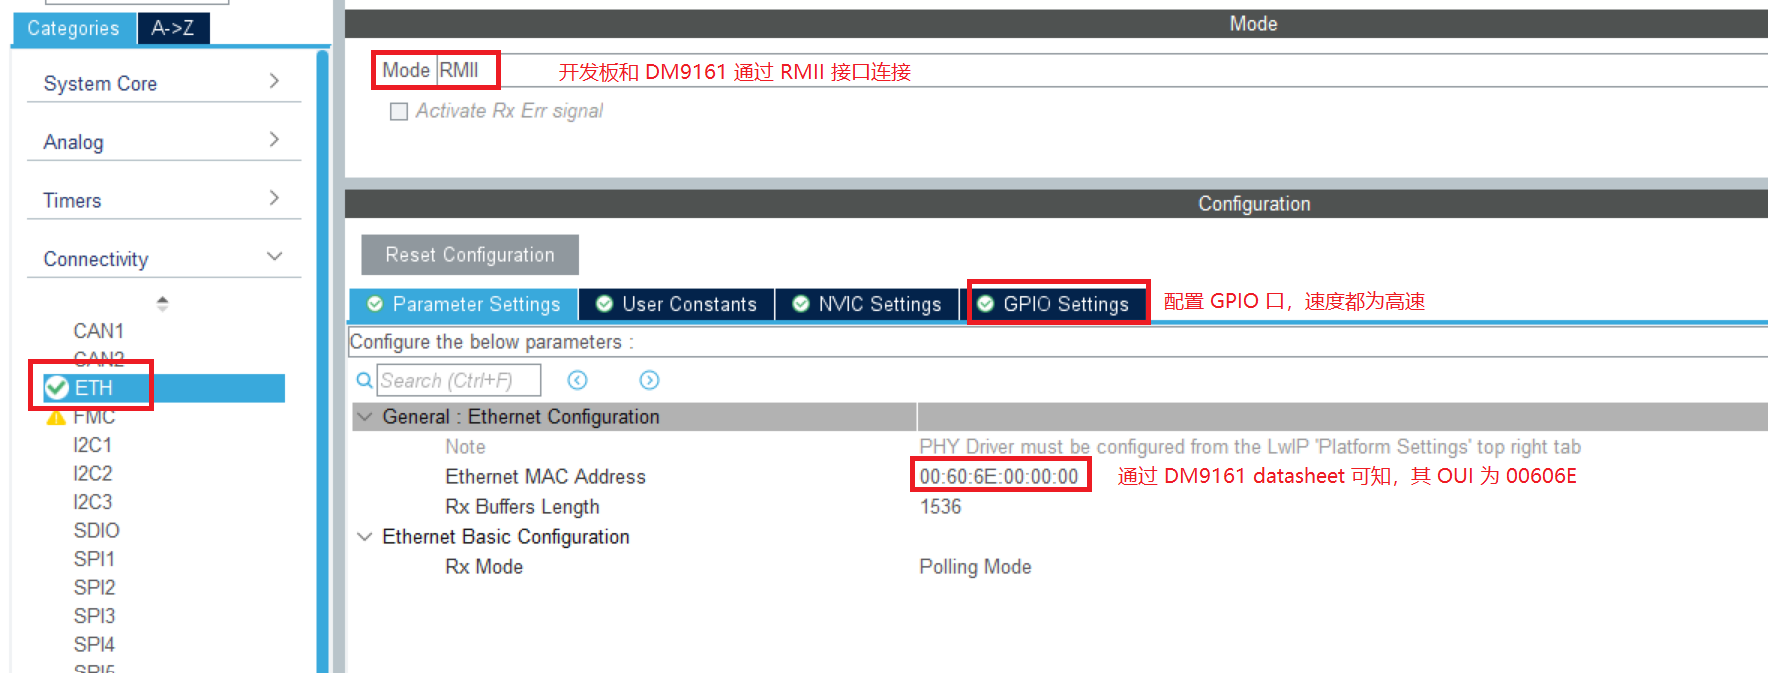 Categories
A->Z
System Core
Analog
Timers
Connectivity
CAN1
CAN2
ETH
FMC
I2C1
I2C2
I2C3
SDIO
SPI1
SPI2
SPI3
SPI4
SPI5
Mode
Mode RMII
开发板和 DM9161 通过 RMII 接口连接
Activate Rx Err signal
Configuration
Reset Configuration
Parameter Settings
User Constants
NVIC Settings
GPIO Settings
配置 GPIO 口，速度都为高速
Configure the below parameters :
Search (Ctrl+F)
General : Ethernet Configuration
Note
PHY Driver must be configured from the LwIP 'Platform Settings' top right tab
Ethernet MAC Address
00:60:6E:00:00:00
通过 DM9161 datasheet 可知，其 OUI 为 00606E
Rx Buffers Length
1536
Ethernet Basic Configuration
Rx Mode
Polling Mode